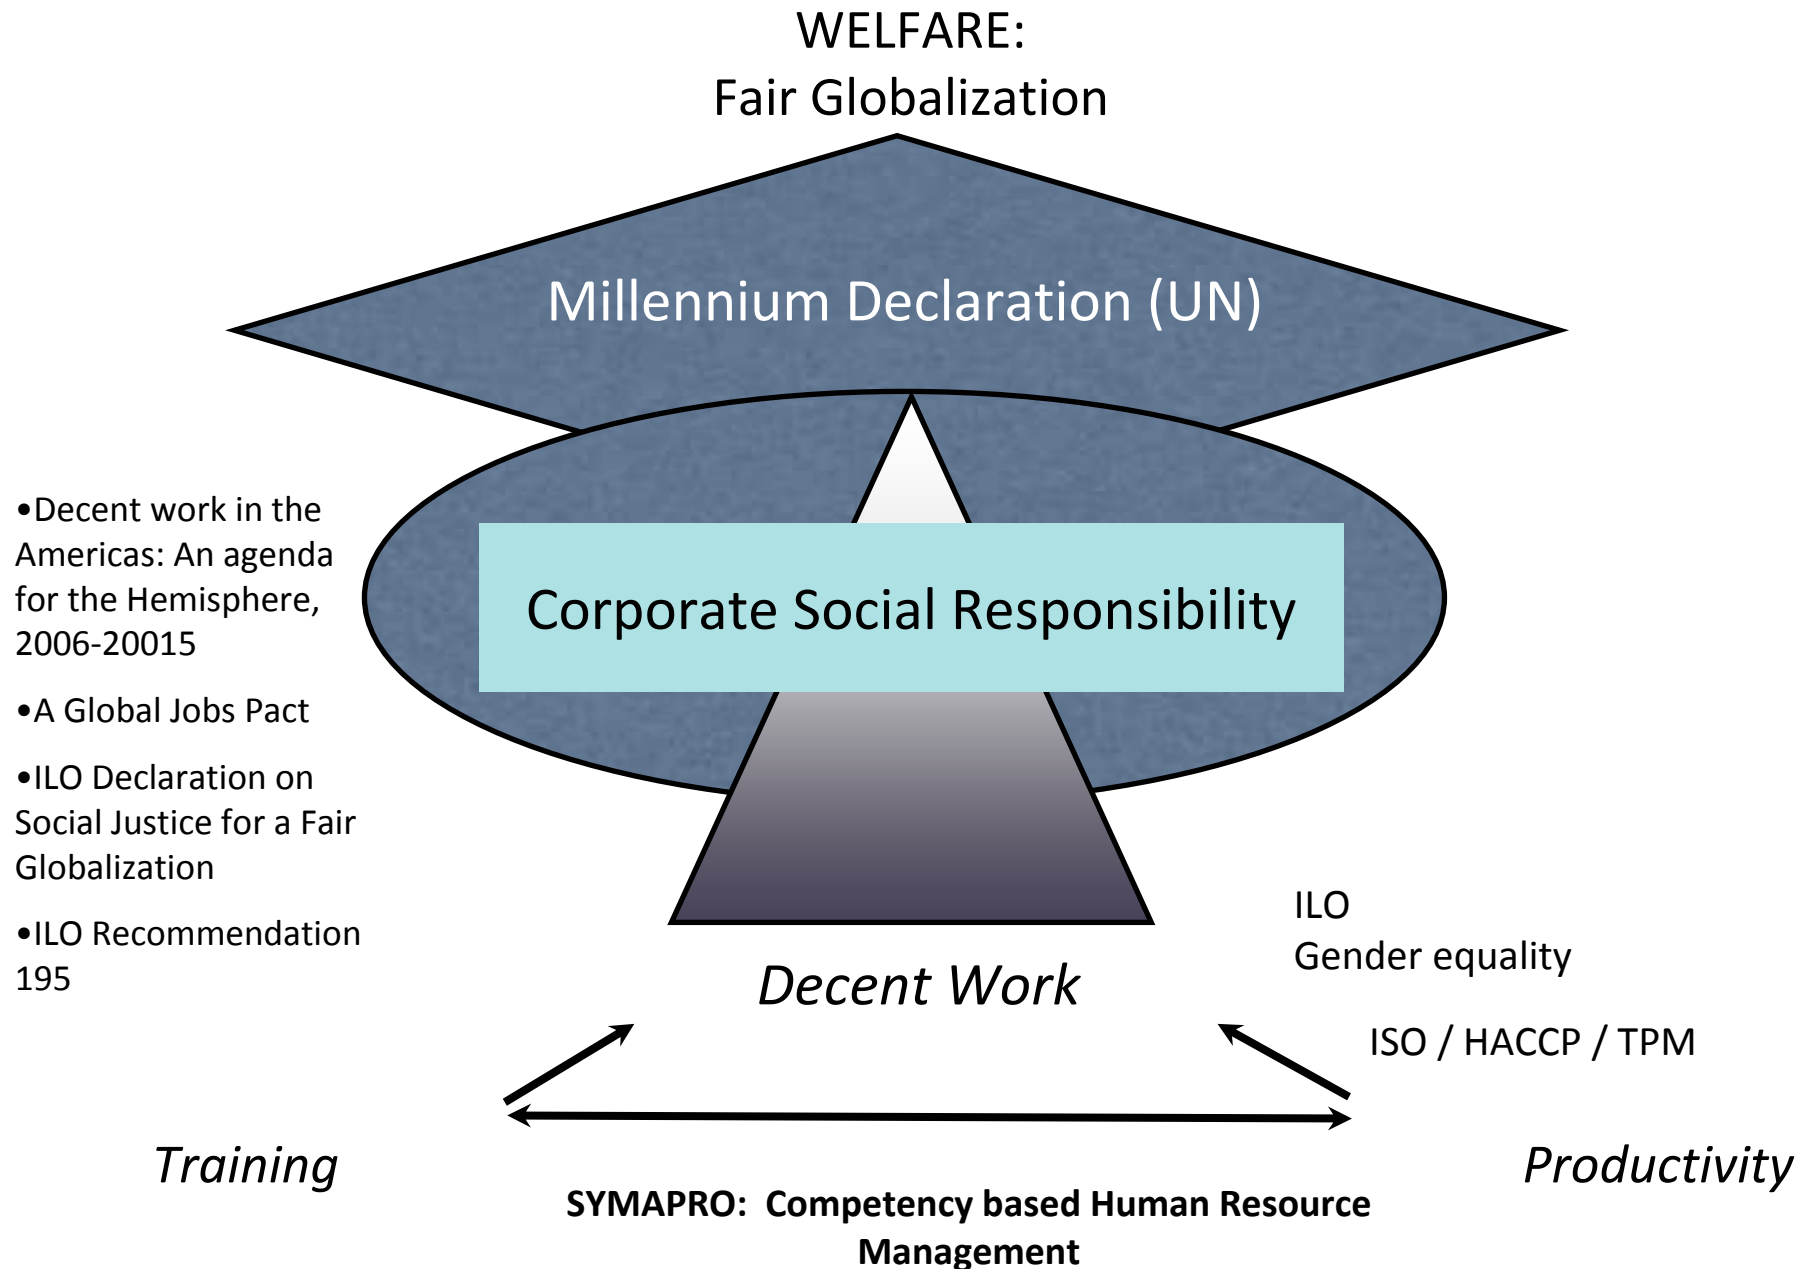 WELFARE:
Fair Globalization
Millennium Declaration (UN)
Corporate Social Responsibility
•Decent work in the
Americas: An agenda
for the Hemisphere,
2006-20015
•A Global Jobs Pact
•ILO Declaration on
Social Justice for a Fair
Globalization
•ILO Recommendation
195
ILO
Gender equality
Decent Work
ISO / HACCP / TPM
Training
Productivity
SYMAPRO:  Competency based Human Resource
Management